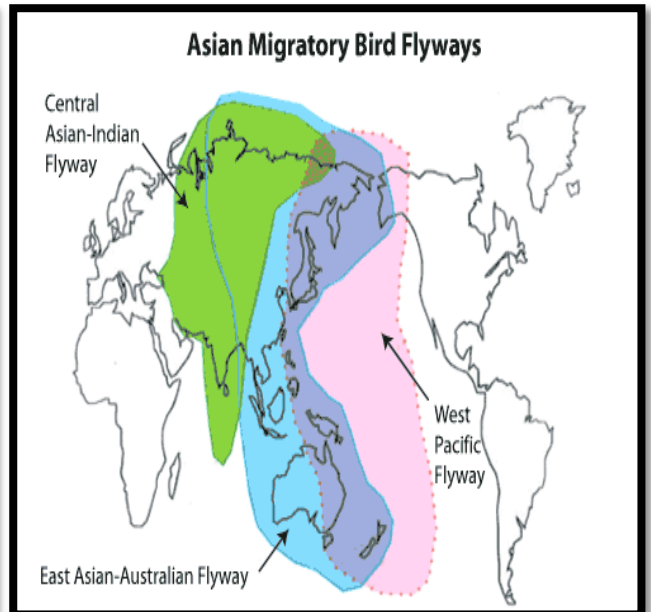 Asian Migratory Bird Flyways
Central
Asian-Indian
Flyway
West
Pacific
Flyway
East Asian-Australian Flyway